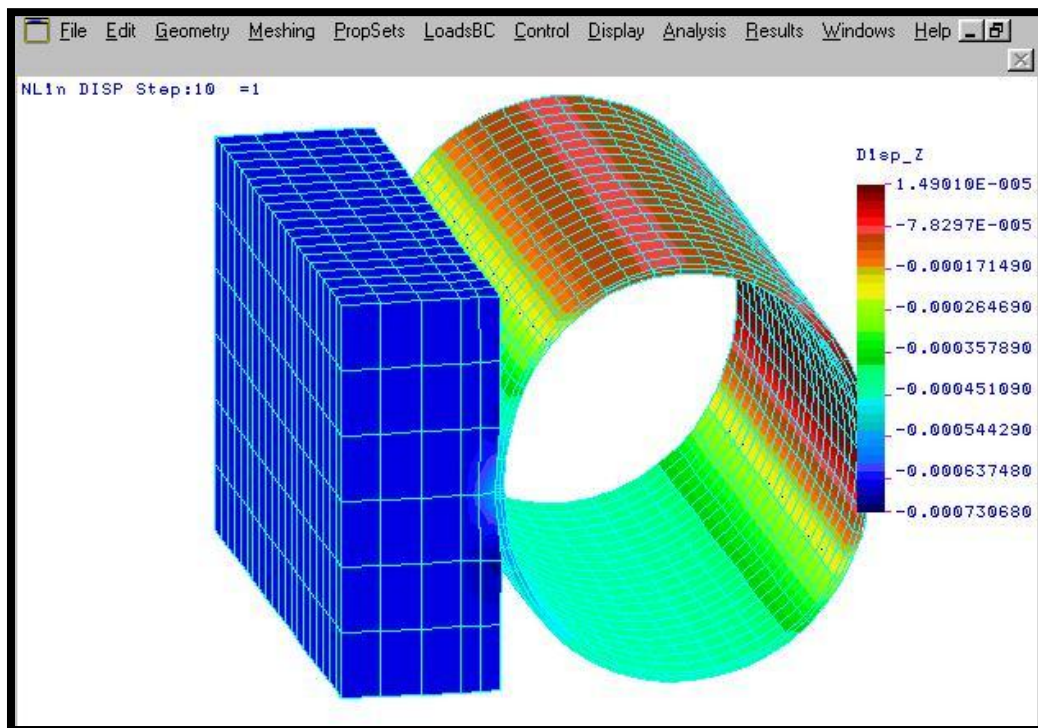 File Edit Geometry Meshing PropSets LoadsBC Control Display Analysis Results Windows Help
NLin DISP Step:10 =1
Disp_Z
1.49010E-005
-7.8297E-005
-0.000171490
-0.000264690
-0.000357890
-0.000451090
-0.000544290
-0.000637480
-0.000730680